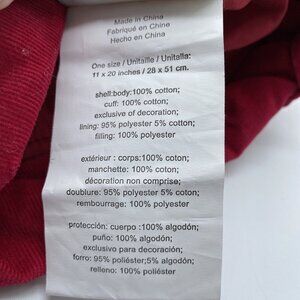 Made in China
Fabriqué en Chine
Hecho en China
One size / Unitaille / Unitalla:
11 x 20 inches / 28 x 51 cm.
shell:body:100% cotton;
cuff: 100% cotton;
exclusive of decoration;
lining: 95% polyester 5% cotton;
filling: 100% polyester
extérieur : corps:100% cotton;
manchette: 100% cotton;
décoration non comprise;
doublure: 95% polyester 5% cotton;
rembourrage: 100% polyester
protección: cuerpo :100% algodón;
puño: 100% algodón;
exclusivo para decoración;
forro: 95% poliéster;5% algodón;
relleno: 100% poliéster